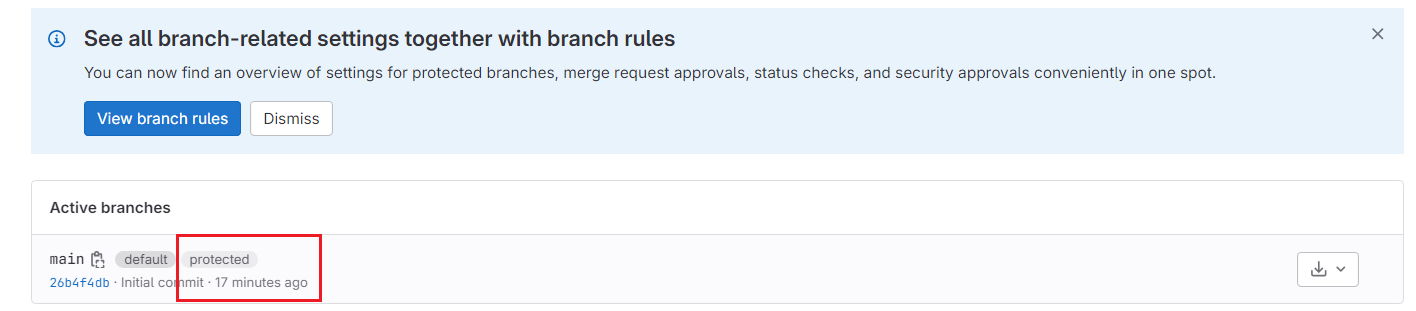 See all branch-related settings together with branch rules
You can now find an overview of settings for protected branches, merge request approvals, status checks, and security approvals conveniently in one spot.
View branch rules Dismiss
Active branches
main default protected
26b4f4db · Initial commit · 17 minutes ago